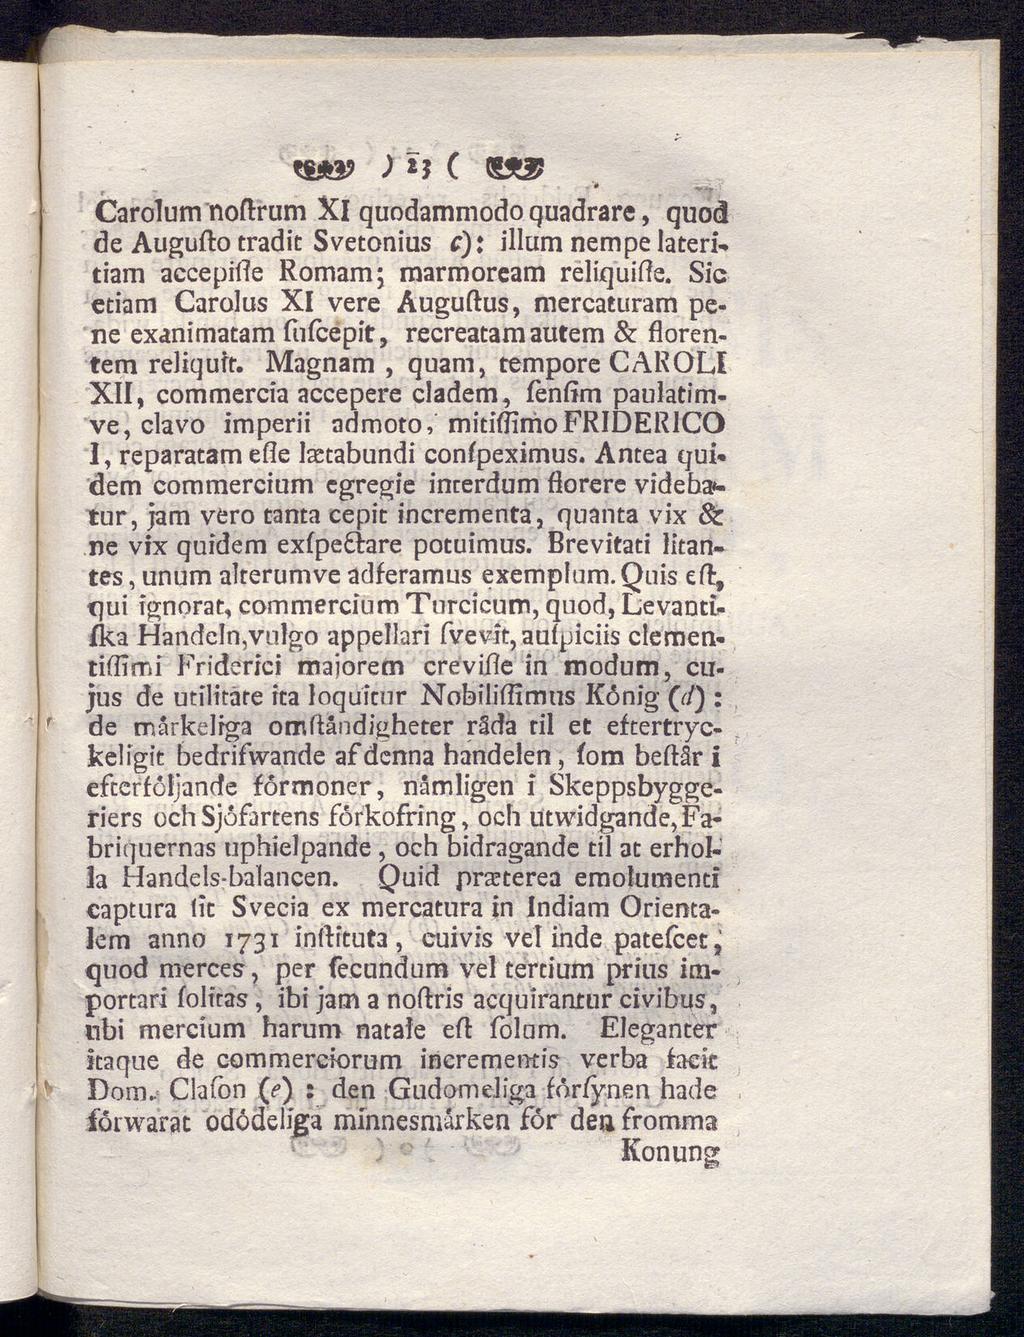 ) 23 (
Carolum noſtrum XI quodammodo quadrare, quod
de Auguſto tradit Svetonius c): illum nempe lateri-
tiam accepiſſe Romam; marmoream reliquiſſe. Sic
etiam Carolus XI vere Auguſtus, mercaturam pe-
ne exanimatam ſuſcepit, recreatam autem & floren-
tem reliquit. Magnam, quam, tempore CAROLI
XII, commercia accepere cladem, ſenſim paulatim-
ve, clavo imperii admoto, mitiſſimo FRIDERICO
I, reparatam eſſe lætabundi conſpeximus. Antea qui-
dem commercium egregie interdum florere videba-
tur, jam vero tanta cepit incrementa, quanta vix &
ne vix quidem exſpectare potuimus. Brevitati litan-
tes, unum alterumve adferamus exemplum. Quis eſt,
qui ignorat, commercium Turcicum, quod, Levanti-
ſka Handeln, vulgo appellari ſvevit, auſpiciis clemen-
tiſſimi Friderici majorem creviſſe in modum, cu-
jus de utilitate ita loquitur Nobiliſſimus König (d):
de märkeliga omſtändigheter råda til et eftertryc-
keligit bedrifwande af denna handelen, ſom beſtår i
efterföljande förmoner, nämligen i Skeppsbygge-
riers och Sjöfartens förkofring, och utwidgande, Fa-
briquernas uphielpande, och bidragande til at erhol-
la Handels-balancen. Quid præterea emolumenti
captura ſit Svecia ex mercatura in Indiam Orienta-
lem anno 1731 inſtituta, cuivis vel inde pateſcet,
quod merces, per ſecundum vel tertium prius im-
portari ſolitas, ibi jam a noſtris acquirantur civibus,
ubi mercium harum natale eſt ſolum. Eleganter
itaque de commerciorum incrementis verba facit
Dom. Claſon (e): den Gudomeliga förſynen hade
förwarat odödeliga minnesmärken för den fromma
Konung